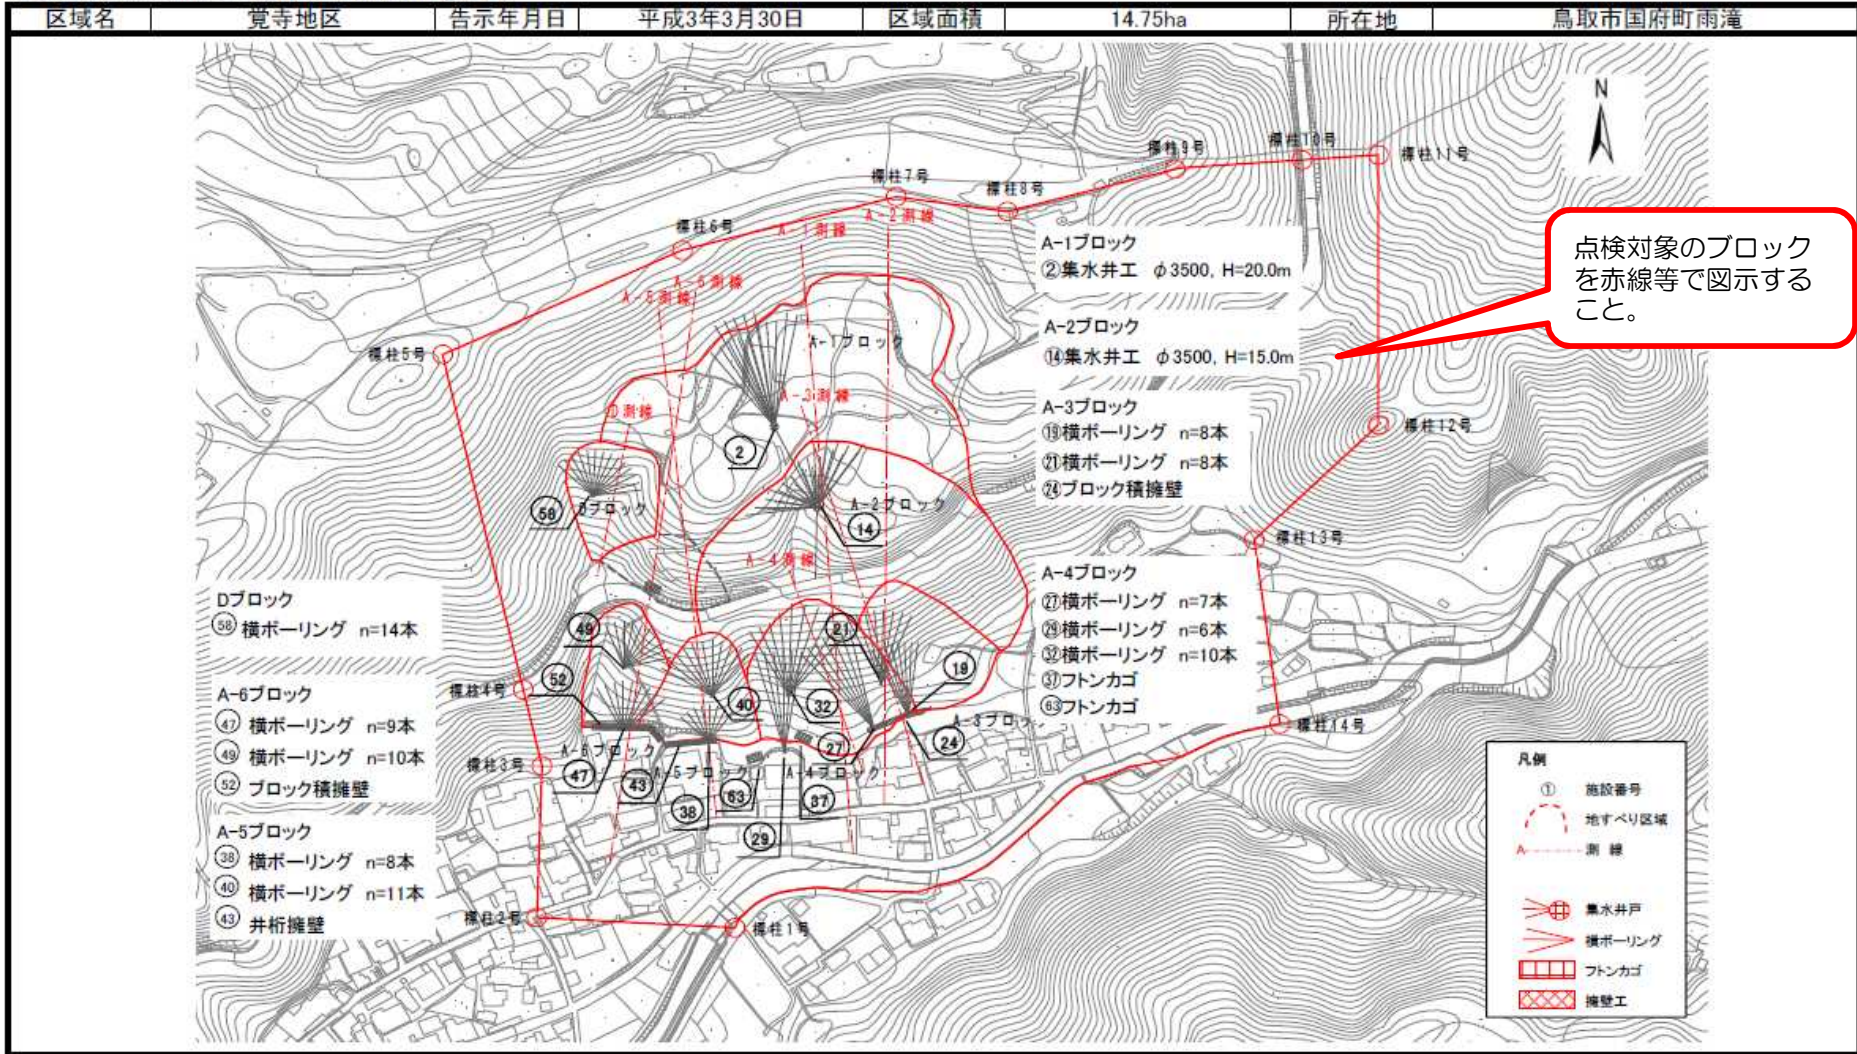 区域名 覚寺地区 告示年月日 平成3年3月30日 区域面積 14.75ha 所在地 鳥取市国府町雨滝
N
標柱9号
標柱10号
標柱11号
標柱7号
標柱8号
A-2測線
A-1測線
標柱6号
A-6測線
A-5測線
標柱5号
A-1ブロック
②集水井工 φ3500, H=20.0m
A-2ブロック
⑭集水井工 φ3500, H=15.0m
点検対象のブロック
を赤線等で図示する
こと。
A-1ブロック
A-3測線
D測線
A-3ブロック
⑲横ボーリング n=8本
㉑横ボーリング n=8本
㉔ブロック積擁壁
標柱12号
2
58
Dブロック
A-2ブロック
14
標柱13号
A-4測線
A-4ブロック
㉗横ボーリング n=7本
㉙横ボーリング n=6本
㉜横ボーリング n=10本
㊲フトンカゴ
63フトンカゴ
Dブロック
58 横ボーリング n=14本
49
21
52
19
標柱4号
40
32
A-6ブロック
㊼ 横ボーリング n=9本
㊾ 横ボーリング n=10本
52 ブロック積擁壁
A-3ブロック
24
27
標柱14号
標柱3号
A-6ブロック
47
43
A-5ブロック
A-4ブロック
38
63
37
29
A-5ブロック
㊳ 横ボーリング n=8本
㊵ 横ボーリング n=11本
㊸ 井桁擁壁
標柱2号
標柱1号
凡例
① 施設番号
地すべり区域
A 測線
集水井戸
横ボーリング
フトンカゴ
擁壁工